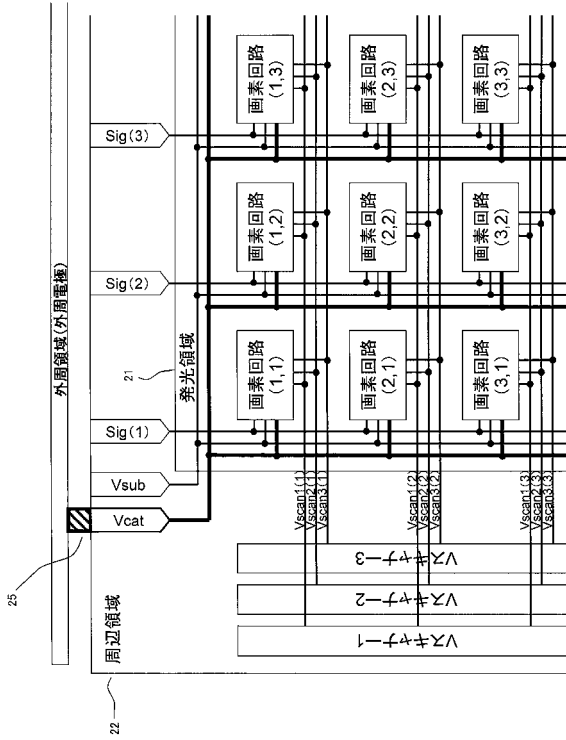 外周領域(外周電極)
25
Vcat
Vsub
Sig(1)
Sig(2)
Sig(3)
22
周辺領域
21
発光領域
画素回路
(1,1)
画素回路
(1,2)
画素回路
(1,3)
Vscan1(1)
Vscan2(1)
Vscan3(1)
画素回路
(2,1)
画素回路
(2,2)
画素回路
(2,3)
Vscan1(2)
Vscan2(2)
Vscan3(2)
画素回路
(3,1)
画素回路
(3,2)
画素回路
(3,3)
Vscan1(3)
Vscan2(3)
Vscan3(3)
Vスキャナー1
Vスキャナー2
Vスキャナー3